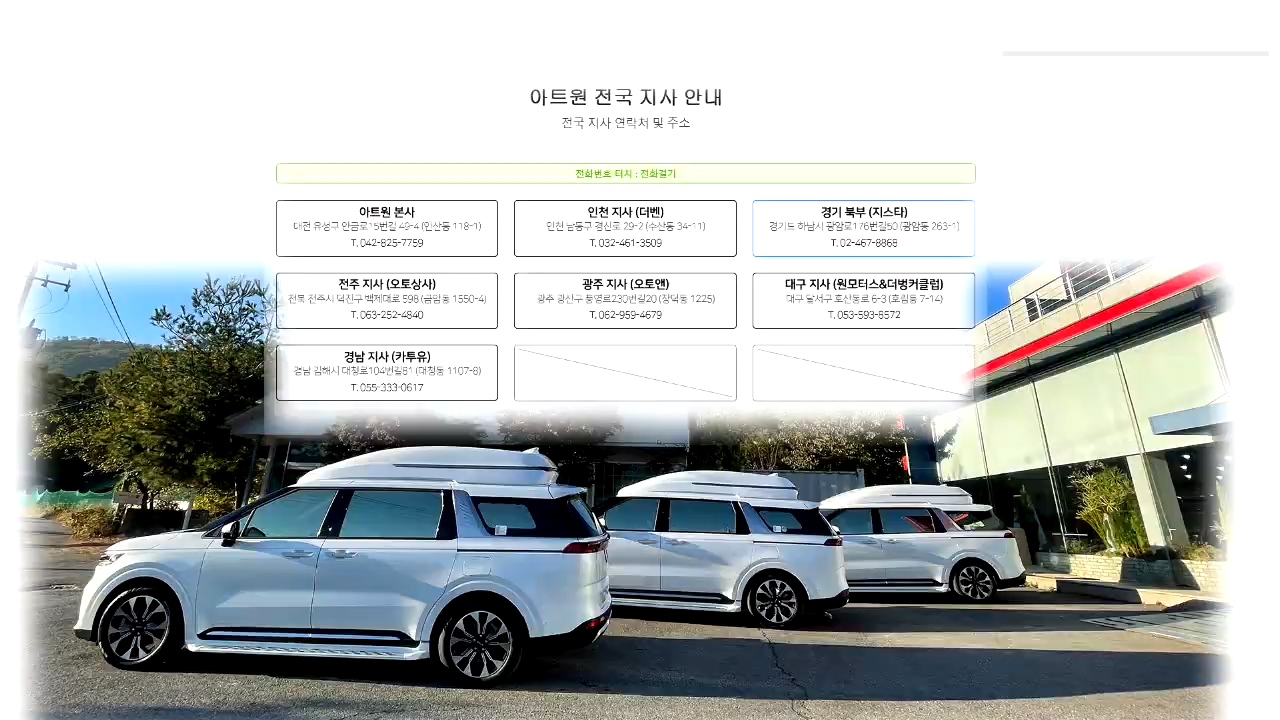 아트원 전국 지사 안내
전국 지사 연락처 및 주소
전화번호 터치 : 전화걸기
아트원 본사
대전 유성구 안금로15번길 49-4 (안산동 118-1)
T. 042-825-7759
인천 지사 (더벤)
인천 남동구 경신로 29-2 (수산동 34-11)
T. 032-461-3509
경기 북부 (지스타)
경기도 하남시 광암로176번길50 (광암동 263-1)
T. 02-467-8868
전주 지사 (오토상사)
전북 전주시 덕진구 백제대로 598 (금암동 1550-4)
T. 063-252-4840
광주 지사 (오토앤)
광주 광산구 풍영로230번길20 (장덕동 1225)
T. 062-959-4679
대구 지사 (원모터스&더벙커클럽)
대구 달서구 호산동로 6-3 (호림동 7-14)
T. 053-593-8572
경남 지사 (카투유)
경남 김해시 대청로104번길81 (대청동 1107-8)
T. 055-333-0617